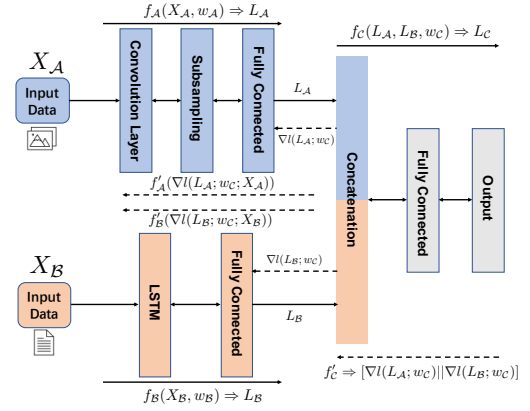 f_𝒜(X_𝒜, w_𝒜) ⇒ L_𝒜
f_𝒞(L_𝒜, L_ℬ, w_𝒞) ⇒ L_𝒞
X_𝒜
Input
Data
Convolution Layer
Subsampling
Fully Connected
L_𝒜
∇l(L_𝒜; w_𝒞)
f′_𝒜(∇l(L_𝒜; w_𝒞; X_𝒜))
f′_ℬ(∇l(L_ℬ; w_𝒞; X_ℬ))
Concatenation
Fully Connected
Output
X_ℬ
Input
Data
LSTM
Fully Connected
∇l(L_ℬ; w_𝒞)
L_ℬ
f′_𝒞 ⇒ [∇l(L_𝒜; w_𝒞)||∇l(L_ℬ; w_𝒞)]
f_ℬ(X_ℬ, w_ℬ) ⇒ L_ℬ